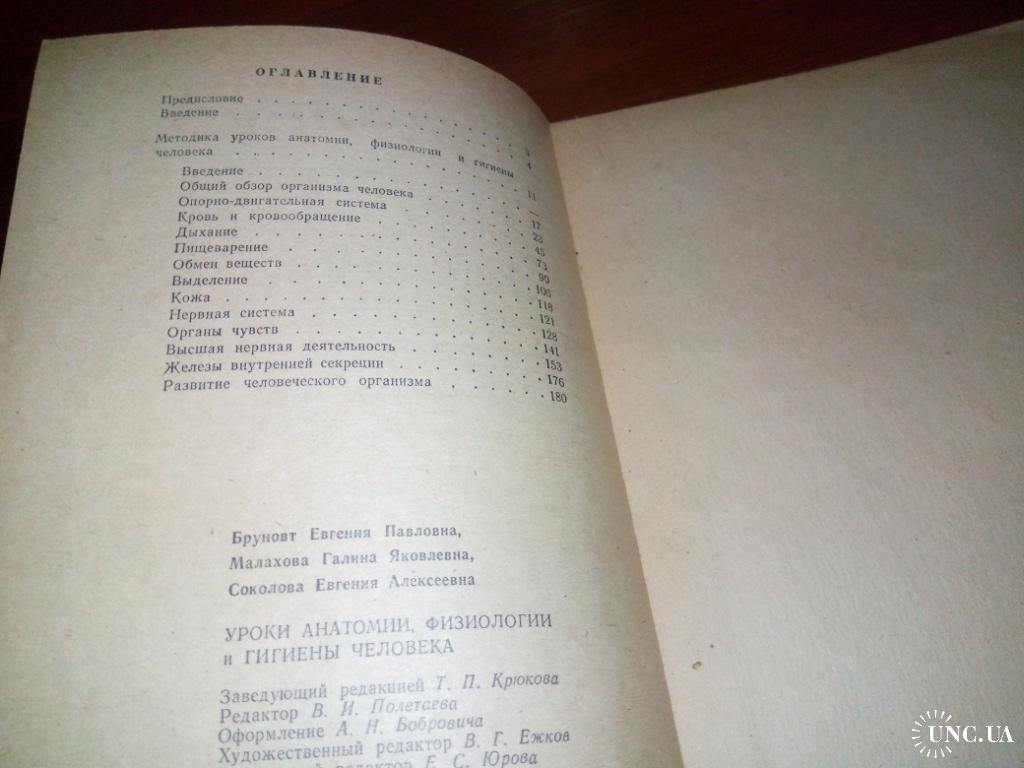 ОГЛАВЛЕНИЕ
Предисловие . . . . . . . . . . 3
Введение . . . . . . . . . . 4
Методика уроков анатомии, физиологии и гигиены
человека . . . . . . . . . . 11
Введение . . . . . . . . . . —
Общий обзор организма человека . . . . . 17
Опорно-двигательная система . . . . . 23
Кровь и кровообращение . . . . . . 45
Дыхание . . . . . . . . . . 73
Пищеварение . . . . . . . . . 90
Обмен веществ . . . . . . . . . 106
Выделение . . . . . . . . . . 118
Кожа . . . . . . . . . . 121
Нервная система . . . . . . . . 128
Органы чувств . . . . . . . . 141
Высшая нервная деятельность . . . . . 153
Железы внутренней секреции . . . . . 176
Развитие человеческого организма . . . . 180
Бруновт Евгения Павловна,
Малахова Галина Яковлевна,
Соколова Евгения Алексеевна
УРОКИ АНАТОМИИ, ФИЗИОЛОГИИ
и ГИГИЕНЫ ЧЕЛОВЕКА
Заведующий редакцией Т. П. Крюкова
Редактор В. И. Полетаева
Оформление А. Н. Бобровича
Художественный редактор В. Г. Ежков
редактор Е. С. Юрова
UNC.UA